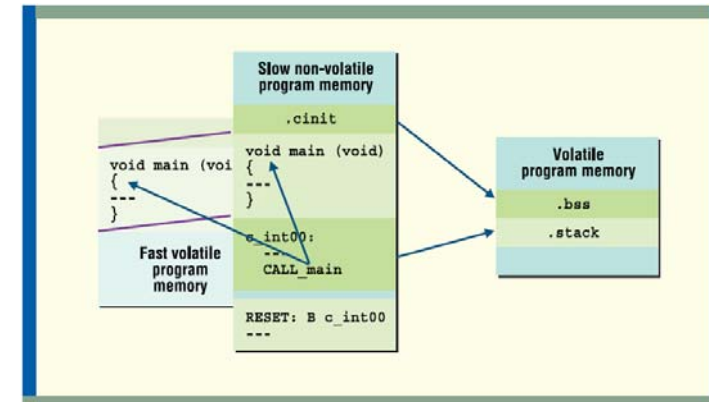 Slow non-volatile
program memory
.cinit
void main (void)
{
---
}
c_int00:
---
CALL_main
RESET: B c_int00
---
void main (voi
{
---
}
Fast volatile
program
memory
Volatile
program memory
.bss
.stack